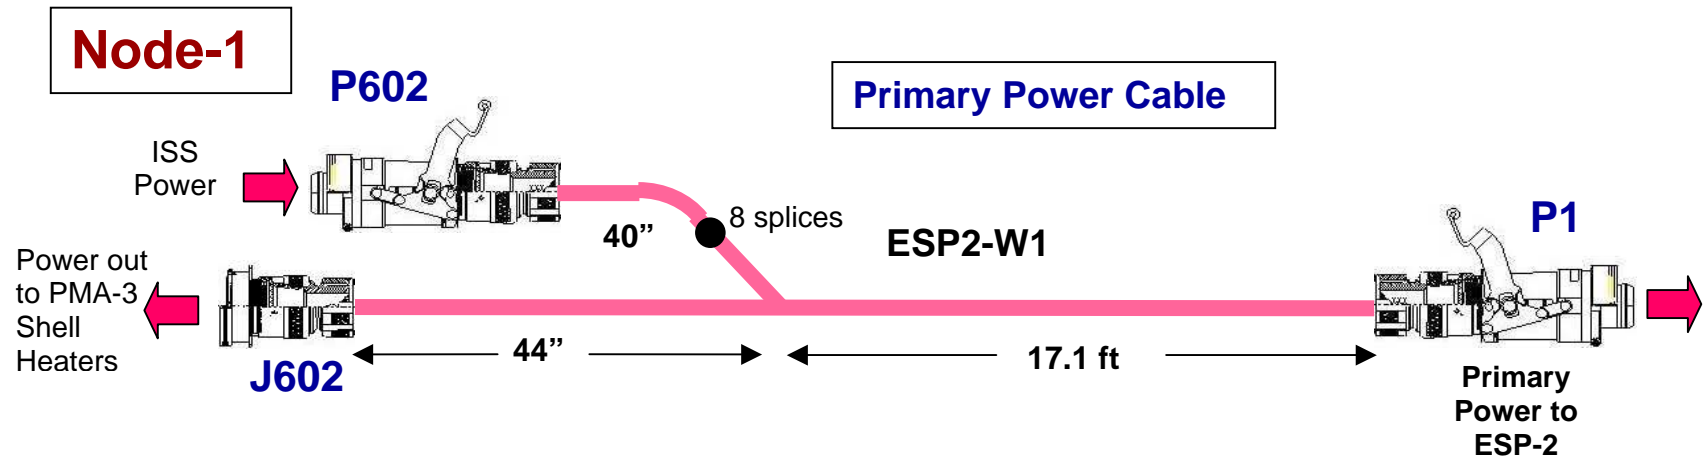 Node-1
P602
Primary Power Cable
ISS
Power
8 splices
40”
ESP2-W1
P1
Power out
to PMA-3
Shell
Heaters
J602
44”
17.1 ft
Primary
Power to
ESP-2